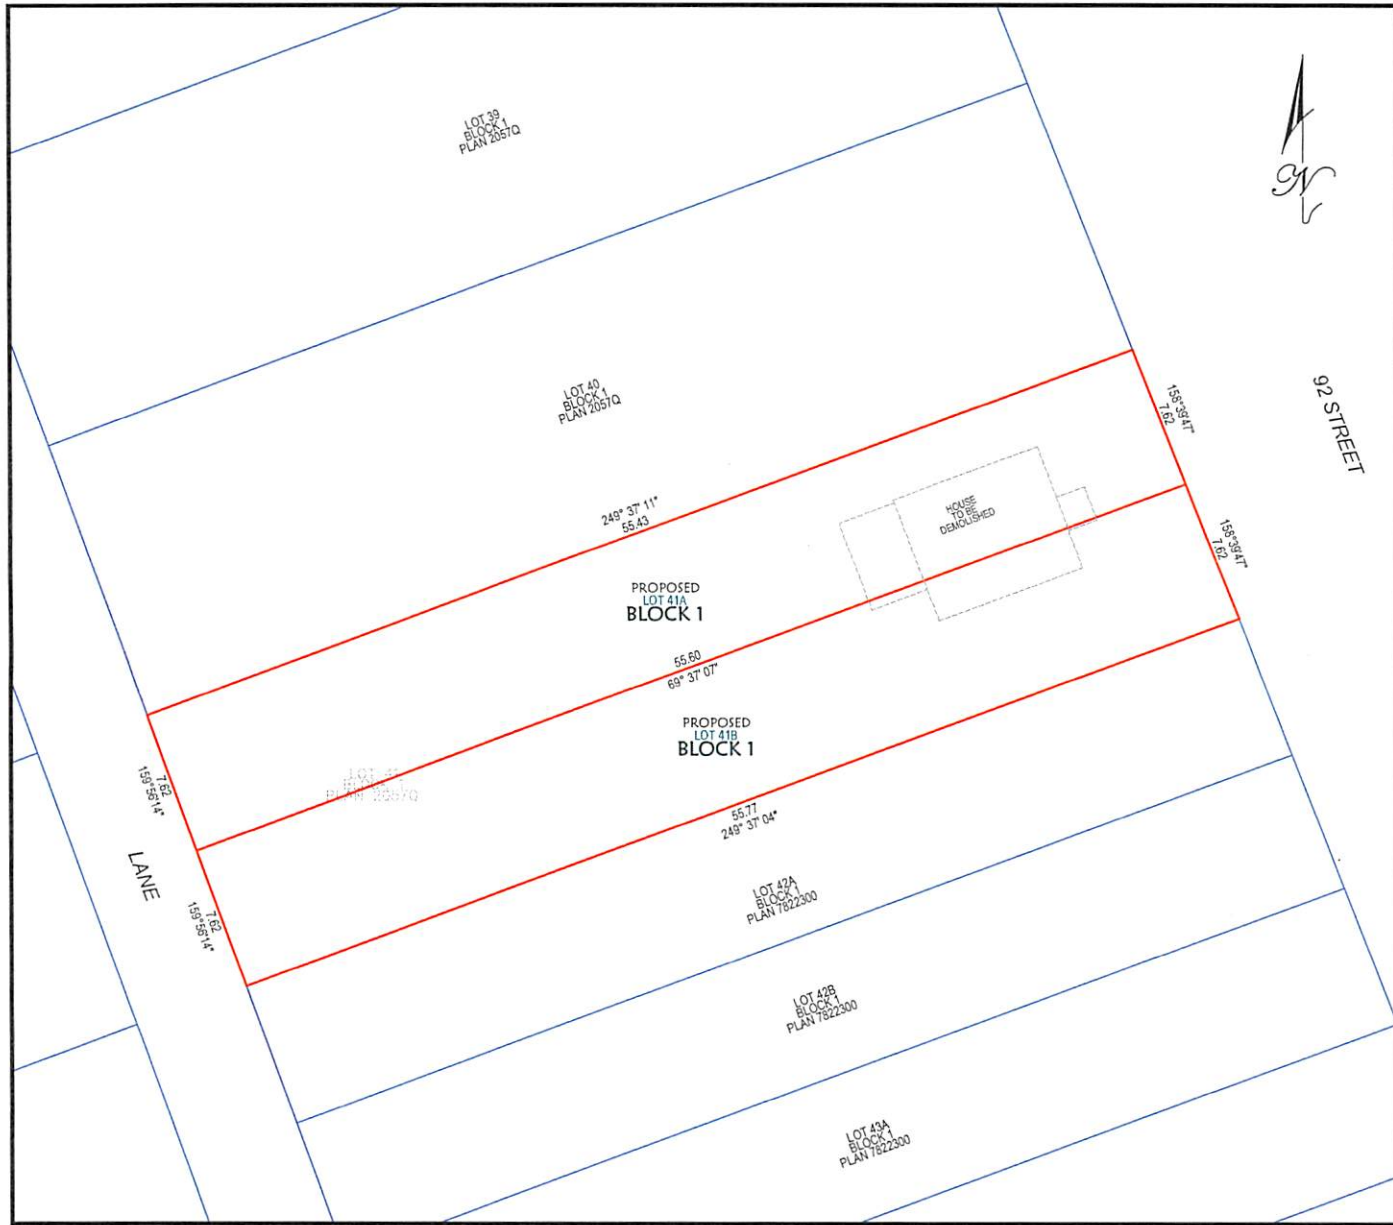 LOT 39
BLOCK 1
PLAN 2057Q
N
LOT 40
BLOCK 1
PLAN 2057Q
92 STREET
158°39'47"
7.62
249° 37' 11"
55.43
HOUSE
TO BE
DEMOLISHED
158°39'47"
7.62
PROPOSED
LOT 41A
BLOCK 1
55.60
69° 37' 07"
PROPOSED
LOT 41B
BLOCK 1
7.62
159°56'14"
LOT
BLOCK 1
PLAN
55.77
249° 37' 04"
LANE
7.62
159°56'14"
LOT 42A
BLOCK 1
PLAN 7822300
LOT 42B
BLOCK 1
PLAN 7822300
LOT 43A
BLOCK 1
PLAN 7822300